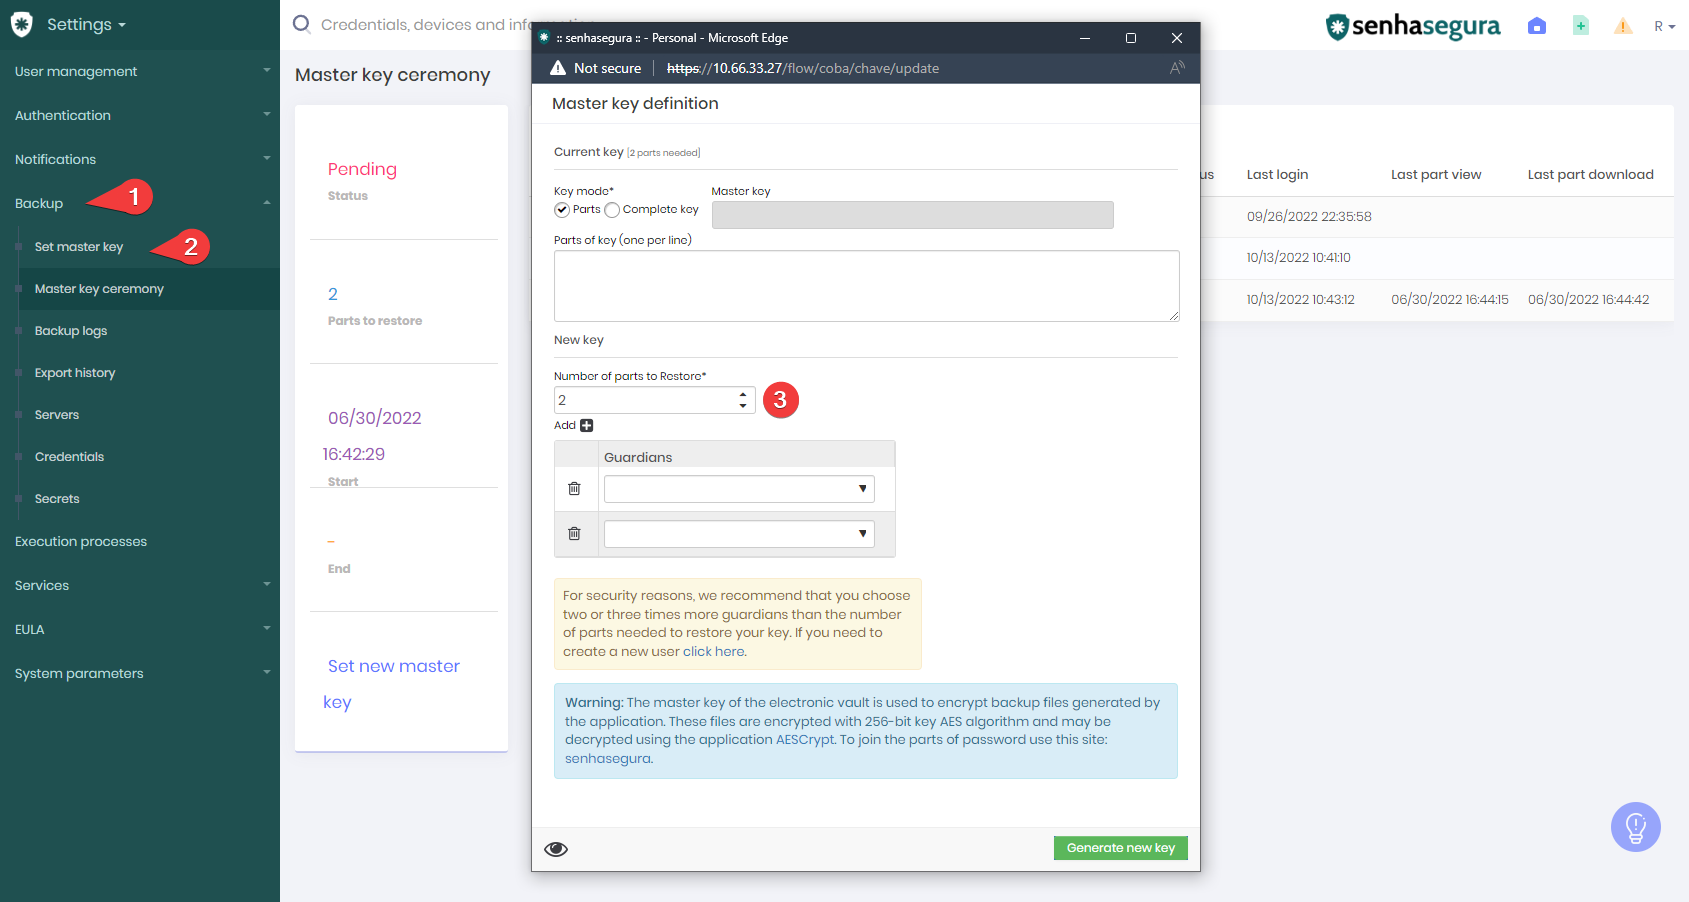 Settings
User management
Authentication
Notifications
Backup
1
Set master key
2
Master key ceremony
Backup logs
Export history
Servers
Credentials
Secrets
Execution processes
Services
EULA
System parameters
Credentials, devices and
senhasegura
R
Master key ceremony
Pending
Status
2
Parts to restore
06/30/2022
16:42:29
Start
-
End
Set new master
key
:: senhasegura :: - Personal - Microsoft Edge
Not secure
https://10.66.33.27/flow/coba/chave/update
Master key definition
Current key [2 parts needed]
Key mode*
Master key
Parts
Complete key
Parts of key (one per line)
New key
Number of parts to Restore*
2
3
Add
Guardians
For security reasons, we recommend that you choose
two or three times more guardians than the number
of parts needed to restore your key. If you need to
create a new user click here.
Warning: The master key of the electronic vault is used to encrypt backup files generated by
the application. These files are encrypted with 256-bit key AES algorithm and may be
decrypted using the application AESCrypt. To join the parts of password use this site:
senhasegura.
Generate new key
us Last login Last part view Last part download
09/26/2022 22:35:58
10/13/2022 10:41:10
10/13/2022 10:43:12 06/30/2022 16:44:15 06/30/2022 16:44:42